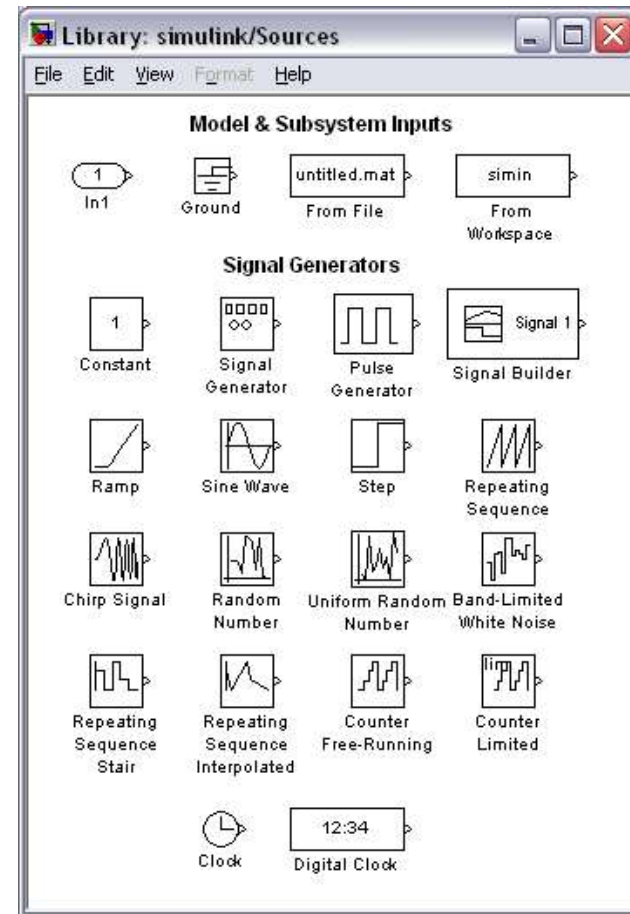 Library: simulink/Sources
File Edit View Format Help
Model & Subsystem Inputs
1
In1
Ground
untitled.mat
From File
simin
From
Workspace
Signal Generators
1
Constant
Signal
Generator
Pulse
Generator
Signal 1
Signal Builder
Ramp
Sine Wave
Step
Repeating
Sequence
Chirp Signal
Random
Number
Uniform Random
Number
Band-Limited
White Noise
Repeating
Sequence
Stair
Repeating
Sequence
Interpolated
Counter
Free-Running
lim
Counter
Limited
Clock
12:34
Digital Clock